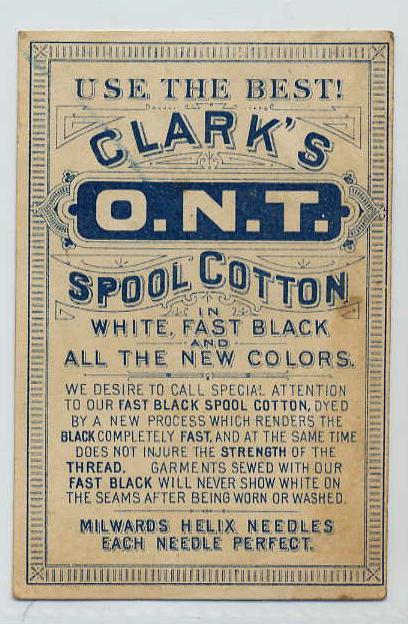 USE THE BEST!
CLARK'S
O.N.T.
SPOOL COTTON
IN
WHITE, FAST BLACK
AND
ALL THE NEW COLORS.
WE DESIRE TO CALL SPECIAL ATTENTION
TO OUR FAST BLACK SPOOL COTTON, DYED
BY A NEW PROCESS WHICH RENDERS THE
BLACK COMPLETELY FAST, AND AT THE SAME TIME
DOES NOT INJURE THE STRENGTH OF THE
THREAD. GARMENTS SEWED WITH OUR
FAST BLACK WILL NEVER SHOW WHITE ON
THE SEAMS AFTER BEING WORN OR WASHED.
MILWARDS HELIX NEEDLES
EACH NEEDLE PERFECT.